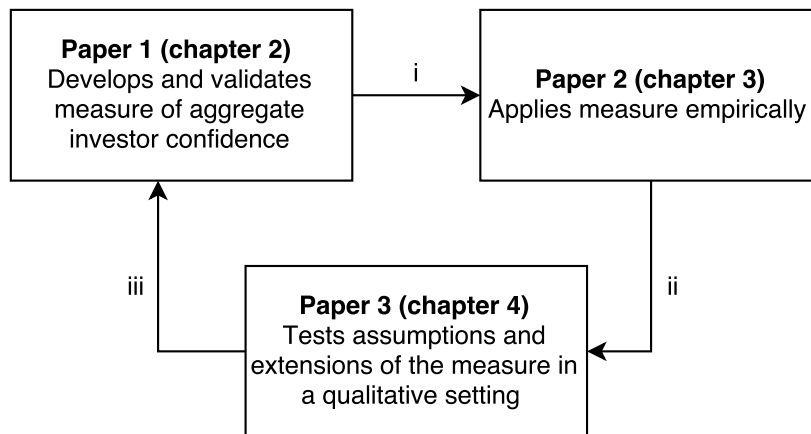 Paper 1 (chapter 2)
Develops and validates
measure of aggregate
investor confidence
i
Paper 2 (chapter 3)
Applies measure empirically
iii
ii
Paper 3 (chapter 4)
Tests assumptions and
extensions of the measure in
a qualitative setting